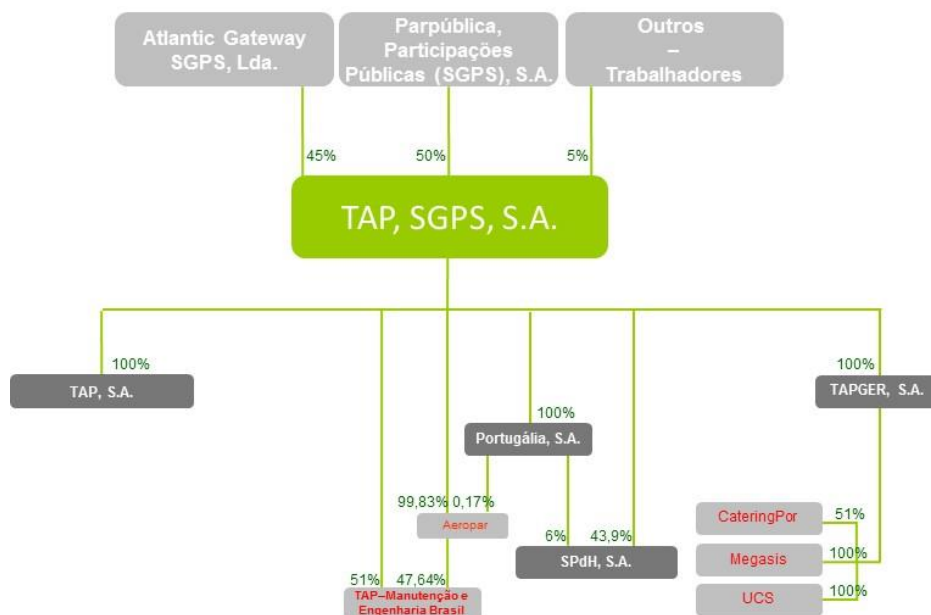 Atlantic Gateway
SGPS, Lda.
Parpública,
Participações
Públicas (SGPS), S.A.
Outros
–
Trabalhadores
45%
50%
5%
TAP, SGPS, S.A.
100%
TAP, S.A.
100%
TAPGER, S.A.
100%
Portugália, S.A.
99,83%
0,17%
Aeropar
6%
43,9%
SPdH, S.A.
51%
47,64%
TAP–Manutenção e
Engenharia Brasil
CateringPor
51%
Megasis
100%
UCS
100%